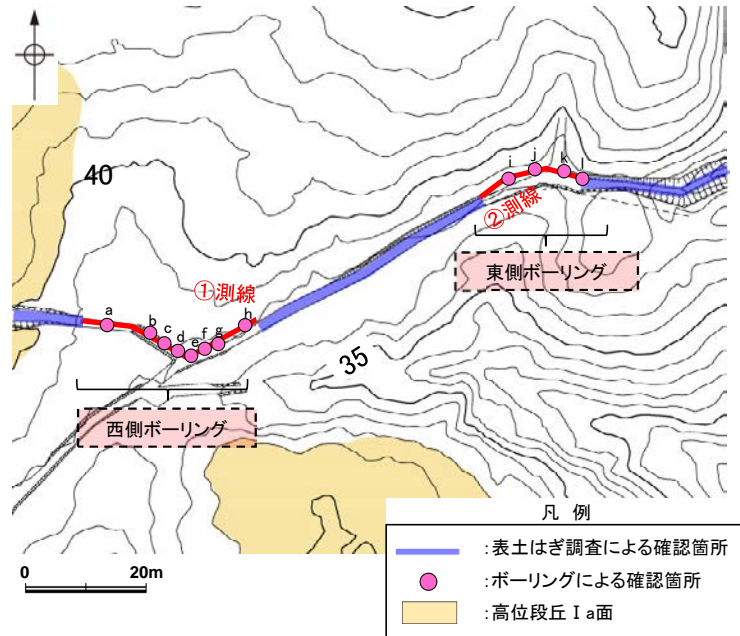 40
i
j
k
l
②測線
東側ボーリング
①測線
a
b
c
d
e
f
g
h
35
西側ボーリング
0 20m
凡 例
:表土はぎ調査による確認箇所
:ボーリングによる確認箇所
:高位段丘Ⅰa面